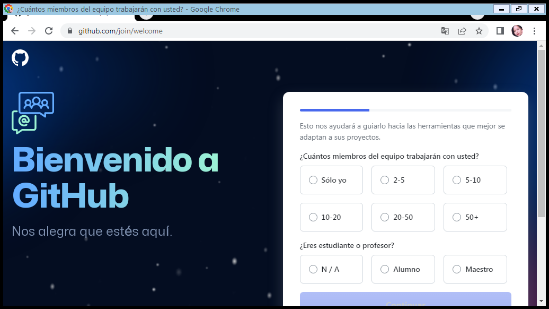 ¿Cuántos miembros del equipo trabajarán con usted? - Google Chrome
github.com/join/welcome
Bienvenido a
GitHub
Nos alegra que estés aquí.
Esto nos ayudará a guiarlo hacia las herramientas que mejor se
adaptan a sus proyectos.
¿Cuántos miembros del equipo trabajarán con usted?
Sólo yo
2-5
5-10
10-20
20-50
50+
¿Eres estudiante o profesor?
N / A
Alumno
Maestro